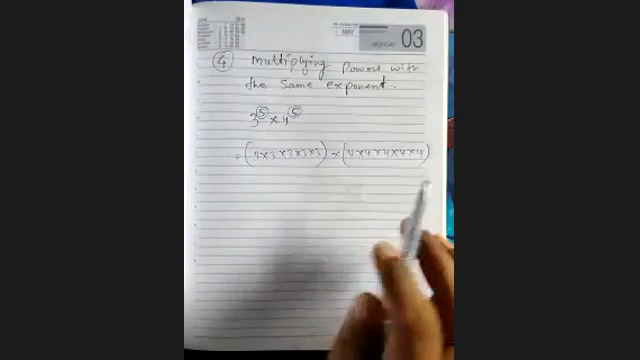 MAY
MONDAY
03
4 Multiplying Powers with
the Same exponent.
3⁵ × 4⁵
= (3×3×3×3×3) × (4×4×4×4×4)